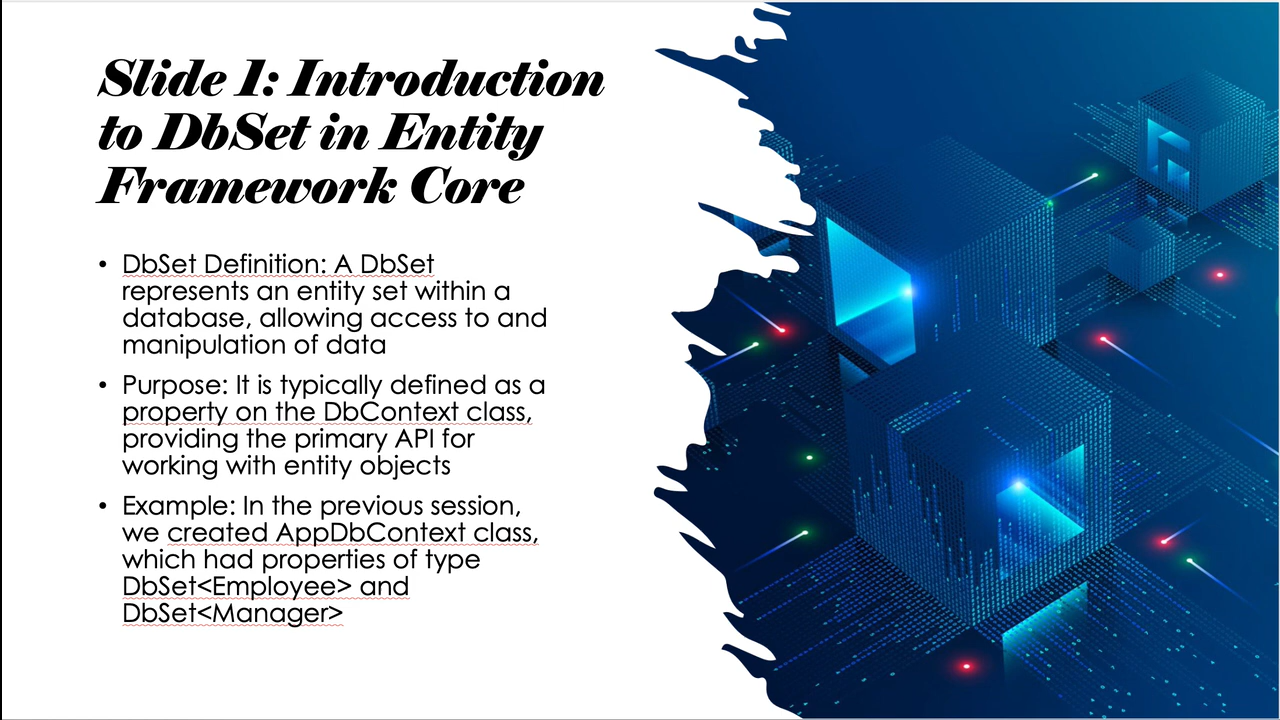 Slide 1: Introduction
to DbSet in Entity
Framework Core
• DbSet Definition: A DbSet
represents an entity set within a
database, allowing access to and
manipulation of data
• Purpose: It is typically defined as a
property on the DbContext class,
providing the primary API for
working with entity objects
• Example: In the previous session,
we created AppDbContext class,
which had properties of type
DbSet<Employee> and
DbSet<Manager>